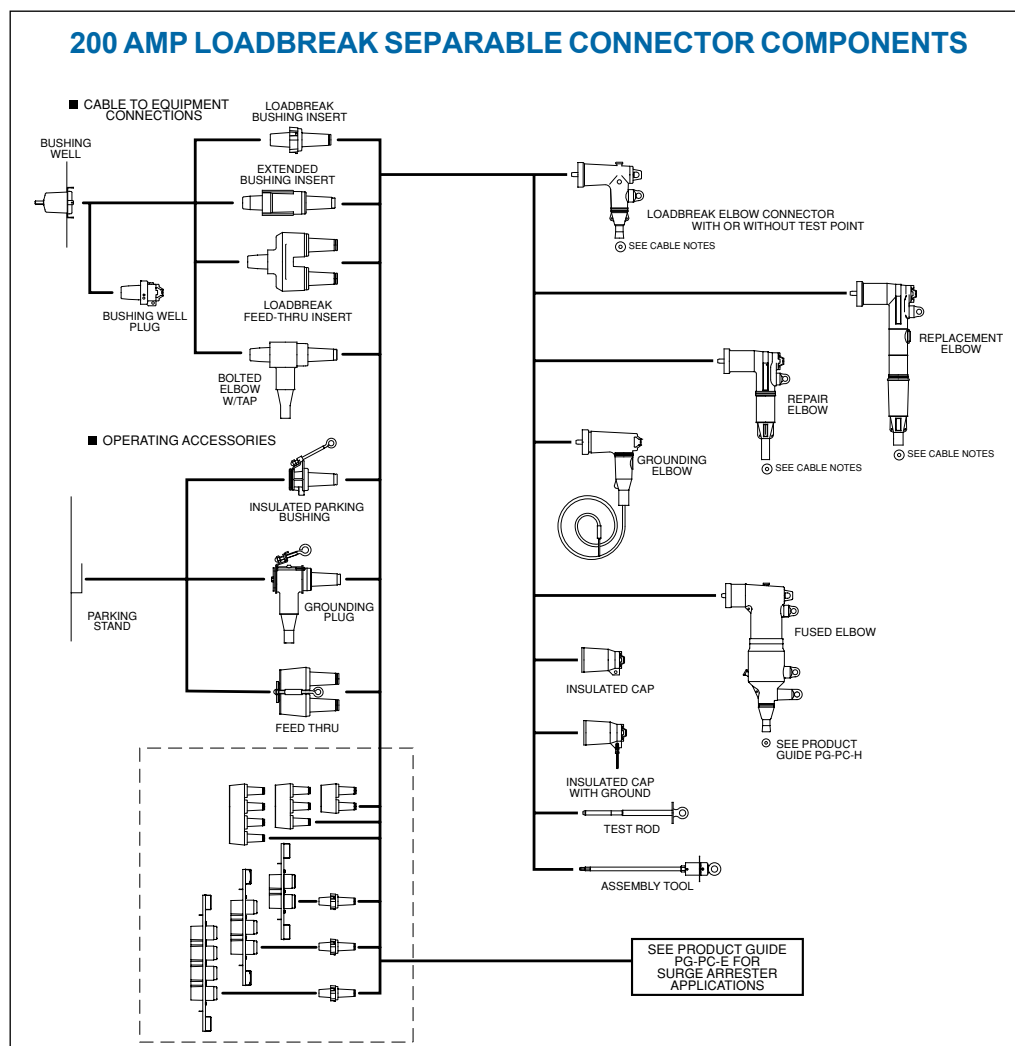 200 AMP LOADBREAK SEPARABLE CONNECTOR COMPONENTS
■ CABLE TO EQUIPMENT
CONNECTIONS
BUSHING
WELL
LOADBREAK
BUSHING INSERT
EXTENDED
BUSHING INSERT
LOADBREAK
FEED-THRU INSERT
BUSHING WELL
PLUG
BOLTED
ELBOW
W/TAP
■ OPERATING ACCESSORIES
INSULATED PARKING
BUSHING
PARKING
STAND
GROUNDING
PLUG
FEED THRU
LOADBREAK ELBOW CONNECTOR
WITH OR WITHOUT TEST POINT
SEE CABLE NOTES
REPLACEMENT
ELBOW
SEE CABLE NOTES
REPAIR
ELBOW
SEE CABLE NOTES
GROUNDING
ELBOW
FUSED ELBOW
SEE PRODUCT
GUIDE PG-PC-H
INSULATED CAP
INSULATED CAP
WITH GROUND
TEST ROD
ASSEMBLY TOOL
SEE PRODUCT GUIDE
PG-PC-E FOR
SURGE ARRESTER
APPLICATIONS